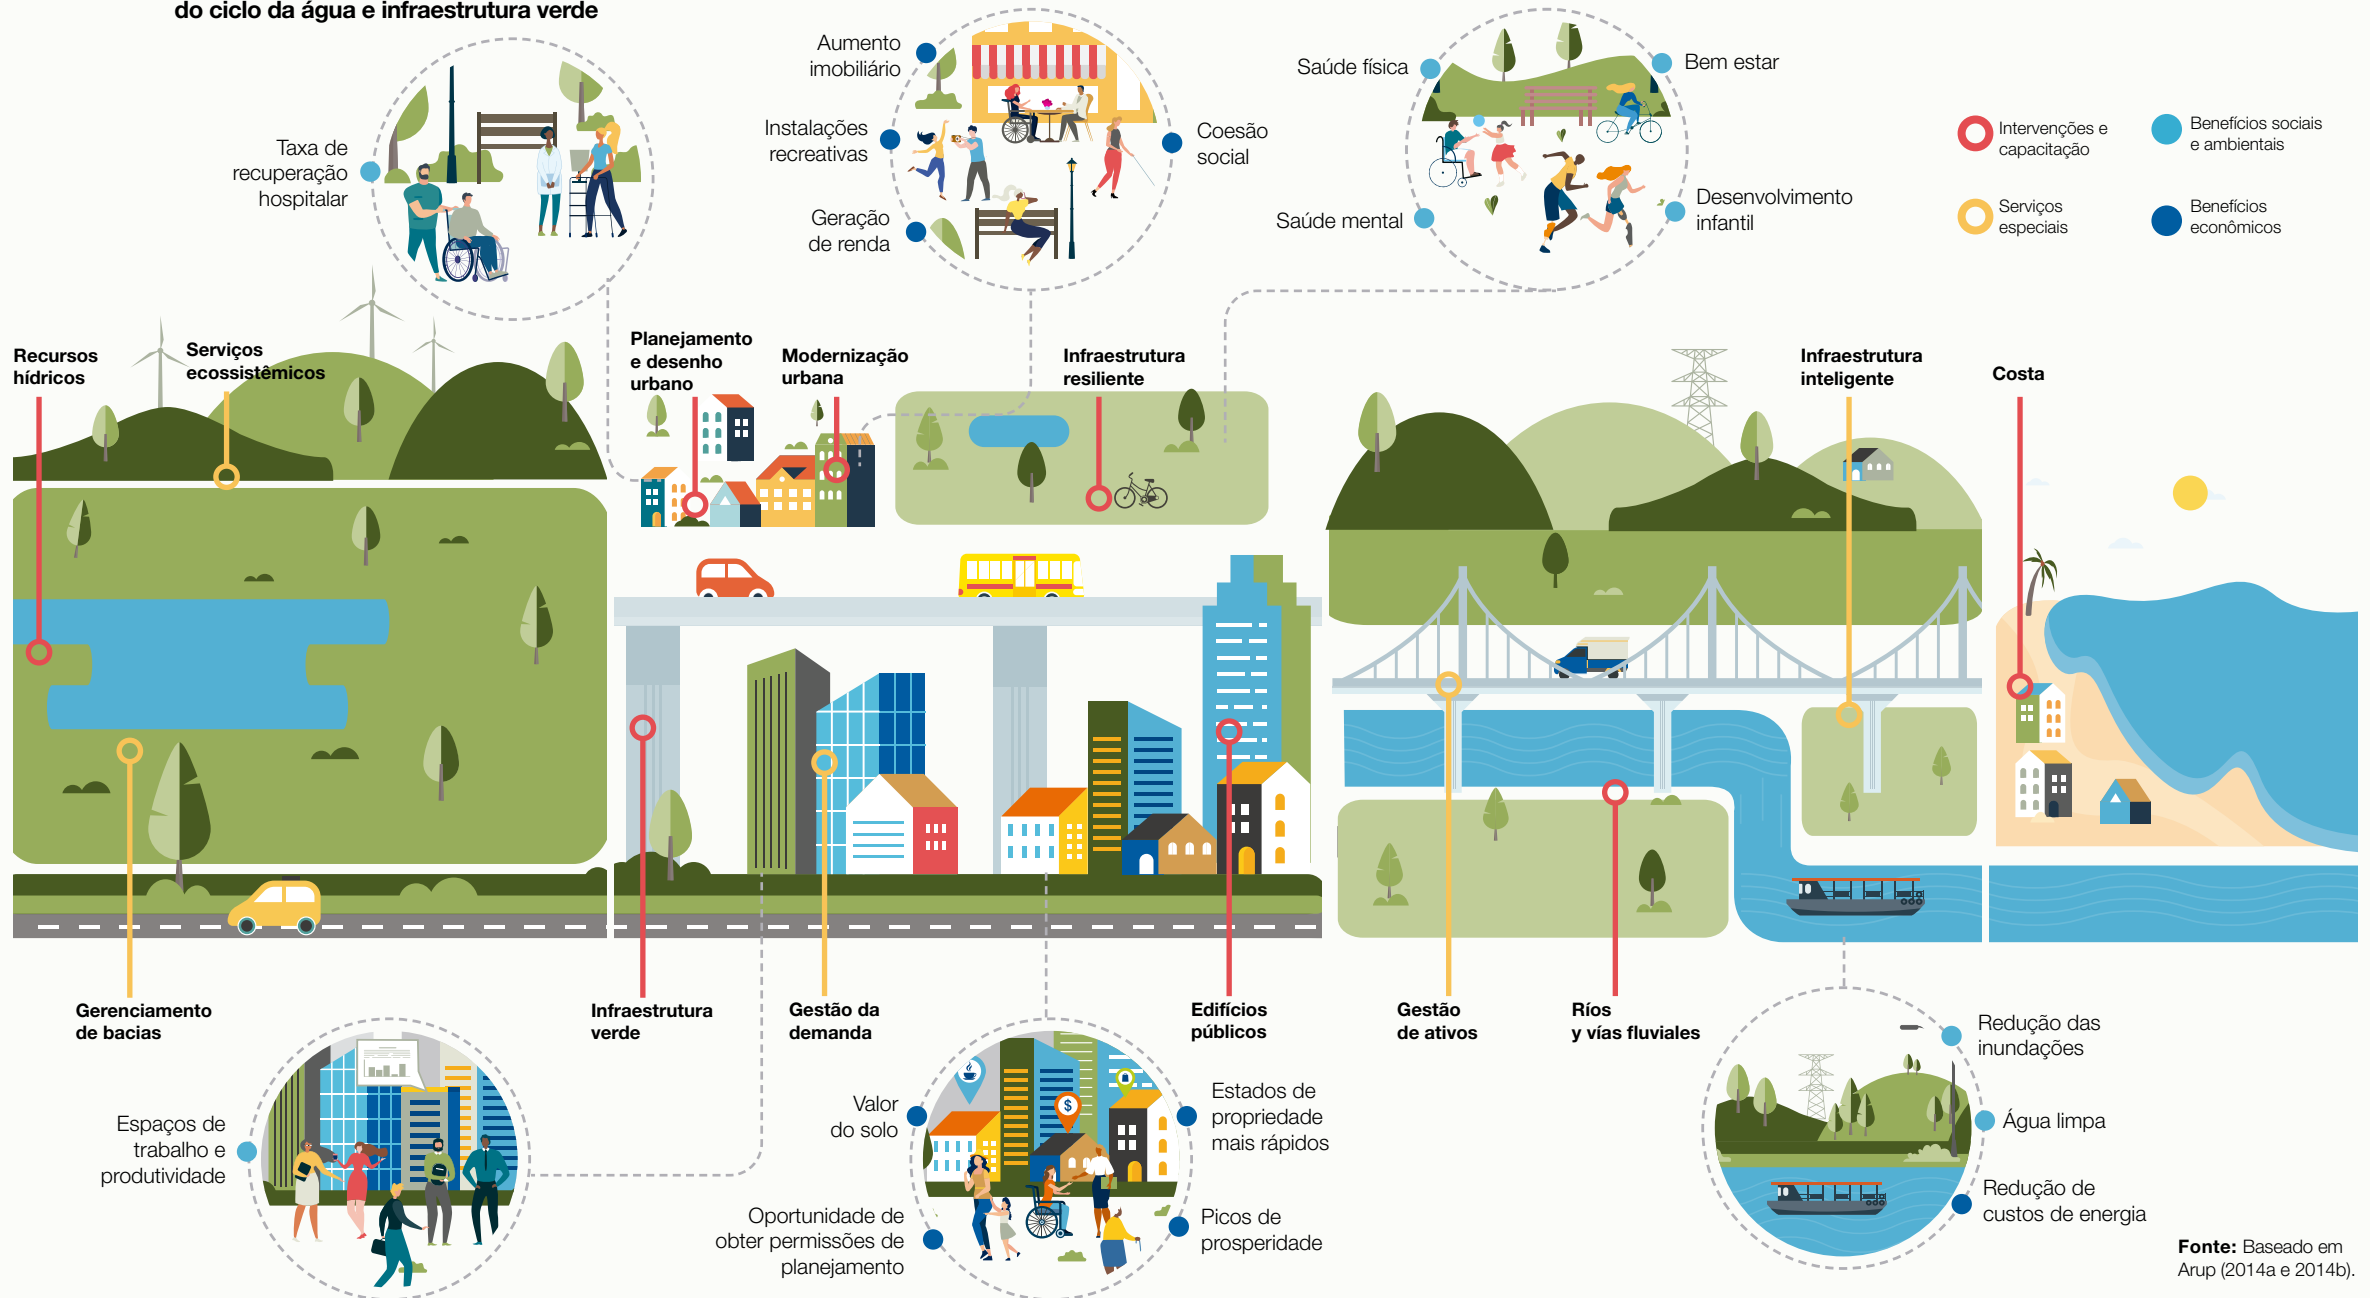 do ciclo da água e infraestrutura verde
Taxa de
recuperação
hospitalar
Aumento
imobiliário
Instalações
recreativas
Geração
de renda
Coesão
social
Saúde física
Saúde mental
Bem estar
Desenvolvimento
infantil
Intervenções e
capacitação
Benefícios sociais
e ambientais
Serviços
especiais
Benefícios
econômicos
Recursos
hídricos
Serviços
ecossistêmicos
Planejamento
e desenho
urbano
Modernização
urbana
Infraestrutura
resiliente
Infraestrutura
inteligente
Costa
Gerenciamento
de bacias
Infraestrutura
verde
Gestão da
demanda
Edifícios
públicos
Gestão
de ativos
Ríos
y vías fluviales
Espaços de
trabalho e
produtividade
Valor
do solo
$
Oportunidade de
obter permissões de
planejamento
Estados de
propriedade
mais rápidos
Picos de
prosperidade
Redução das
inundações
Água limpa
Redução de
custos de energia
Fonte: Baseado em
Arup (2014a e 2014b).